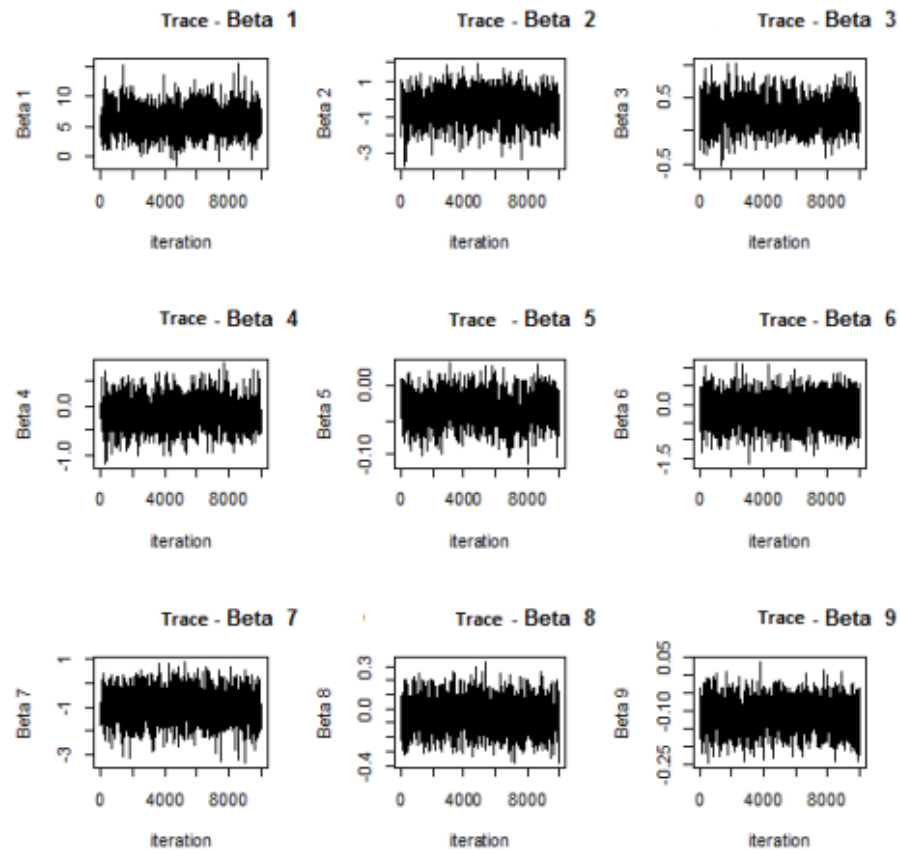 Trace - Beta 1
Trace - Beta 2
Trace - Beta 3
Beta 1
0 5 10
0 4000 8000
iteration
Beta 2
-3 -1 1
0 4000 8000
iteration
Beta 3
-0.5 0.5
0 4000 8000
iteration
Trace - Beta 4
Trace - Beta 5
Trace - Beta 6
Beta 4
-1.0 0.0
0 4000 8000
iteration
Beta 5
-0.10 0.00
0 4000 8000
iteration
Beta 6
-1.5 0.0
0 4000 8000
iteration
Trace - Beta 7
Trace - Beta 8
Trace - Beta 9
Beta 7
-3 -1 1
0 4000 8000
iteration
Beta 8
-0.4 0.0 0.3
0 4000 8000
iteration
Beta 9
-0.25 -0.10 0.05
0 4000 8000
iteration